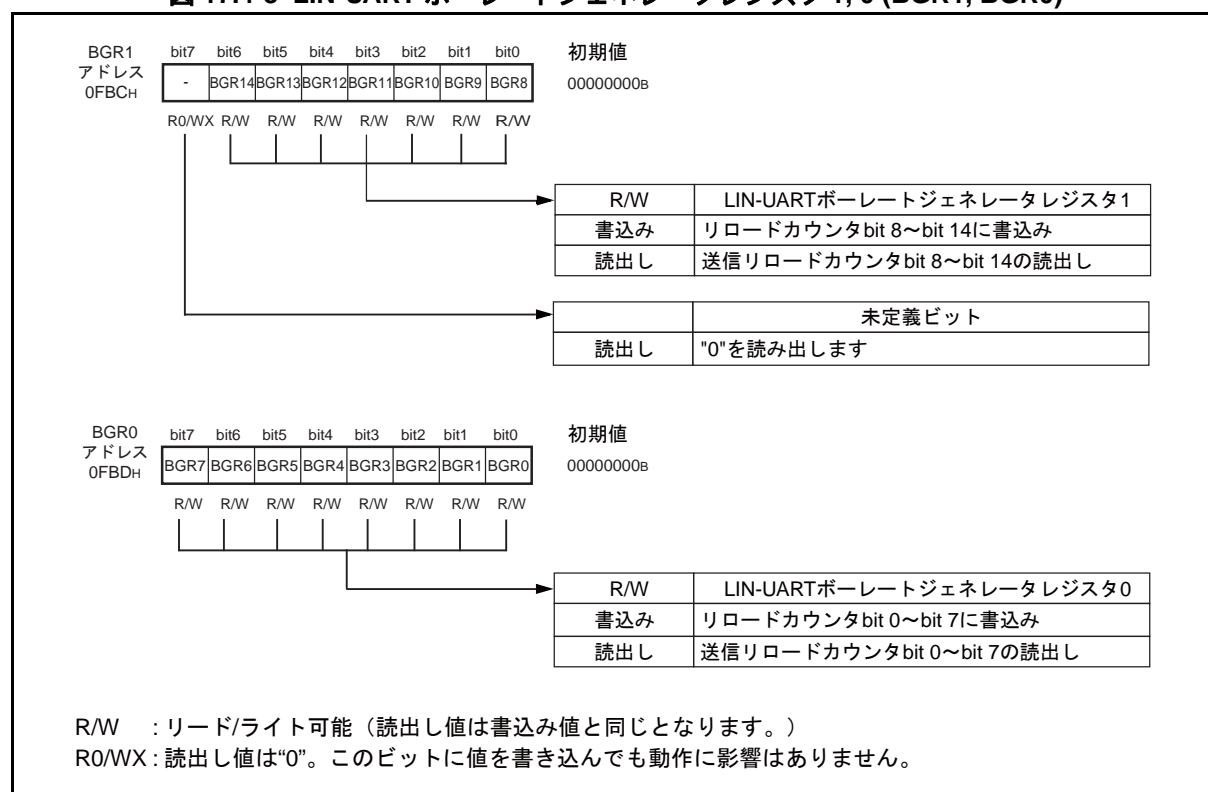 BGR1 bit7 bit6 bit5 bit4 bit3 bit2 bit1 bit0 初期値
アドレス
0FBCH - BGR14 BGR13 BGR12 BGR11 BGR10 BGR9 BGR8 00000000B
R0/WX R/W R/W R/W R/W R/W R/W R/W
R/W LIN-UARTボーレートジェネレータレジスタ1
書込み リロードカウンタbit 8～bit 14に書込み
読出し 送信リロードカウンタbit 8～bit 14の読出し
未定義ビット
読出し "0"を読み出します
BGR0 bit7 bit6 bit5 bit4 bit3 bit2 bit1 bit0 初期値
アドレス
0FBDH BGR7 BGR6 BGR5 BGR4 BGR3 BGR2 BGR1 BGR0 00000000B
R/W R/W R/W R/W R/W R/W R/W R/W
R/W LIN-UARTボーレートジェネレータレジスタ0
書込み リロードカウンタbit 0～bit 7に書込み
読出し 送信リロードカウンタbit 0～bit 7の読出し
R/W : リード/ライト可能（読出し値は書込み値と同じとなります。）
R0/WX : 読出し値は“0”。このビットに値を書き込んでも動作に影響はありません。